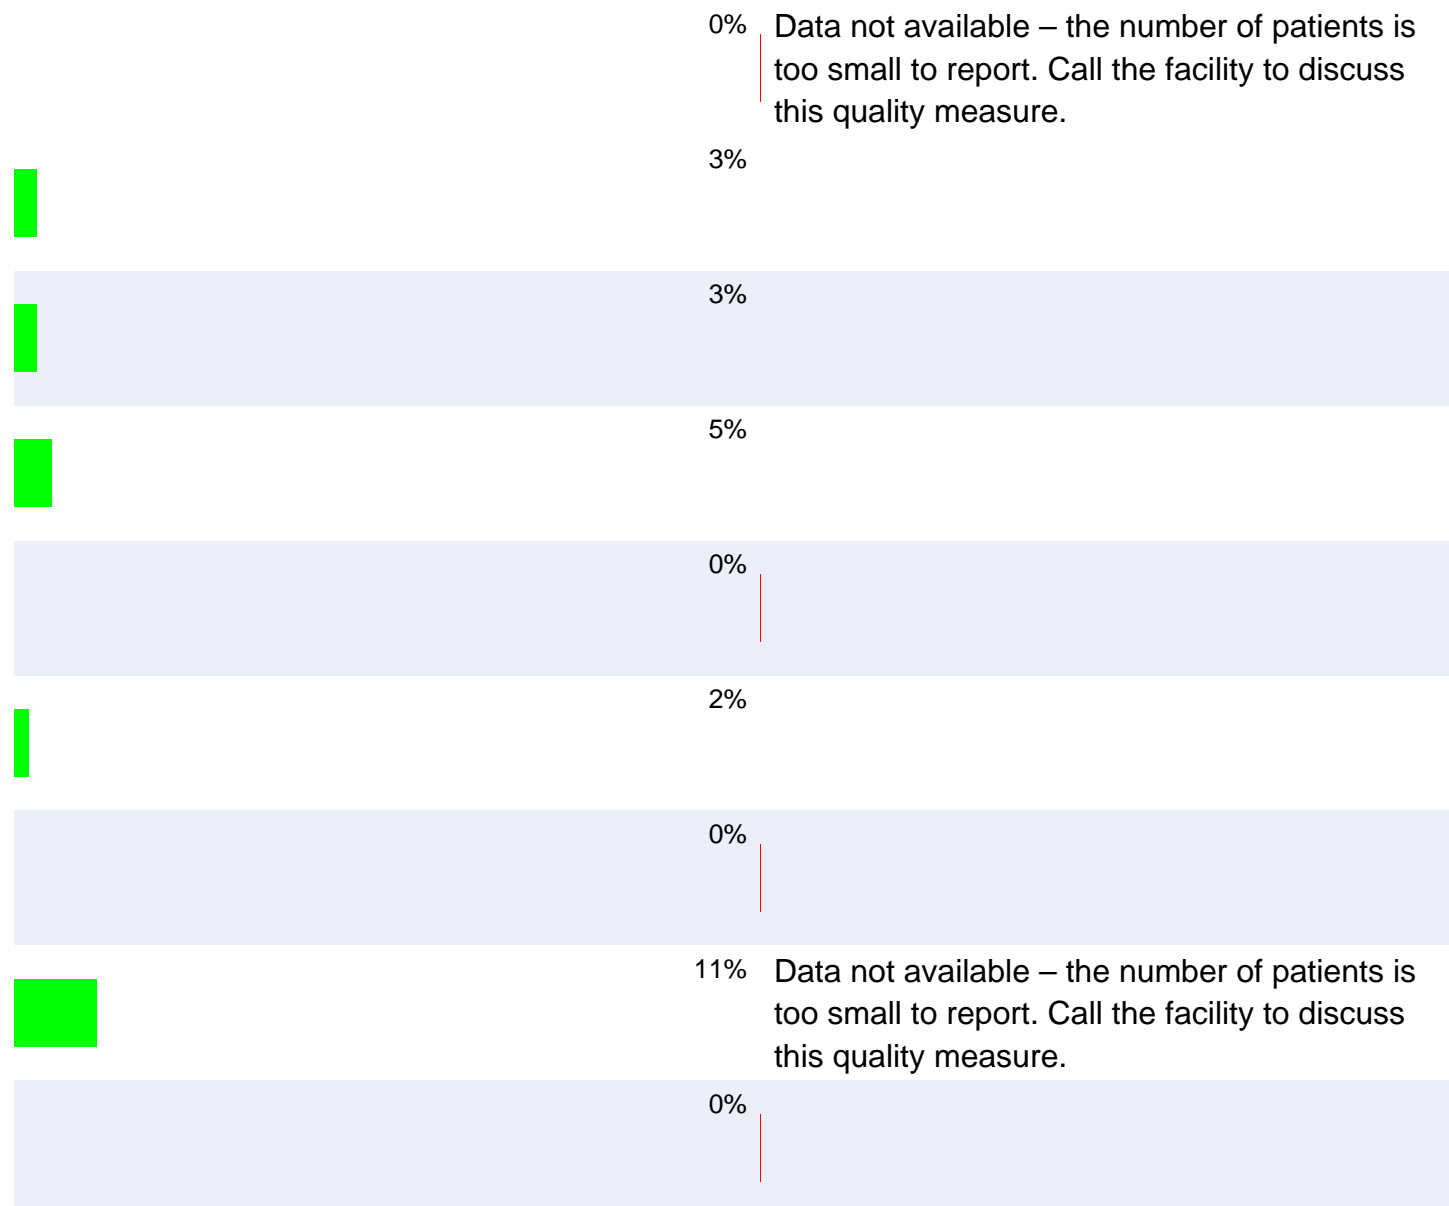 0% Data not available – the number of patients is
too small to report. Call the facility to discuss
this quality measure.
3%
3%
5%
0%
2%
0%
11% Data not available – the number of patients is
too small to report. Call the facility to discuss
this quality measure.
0%